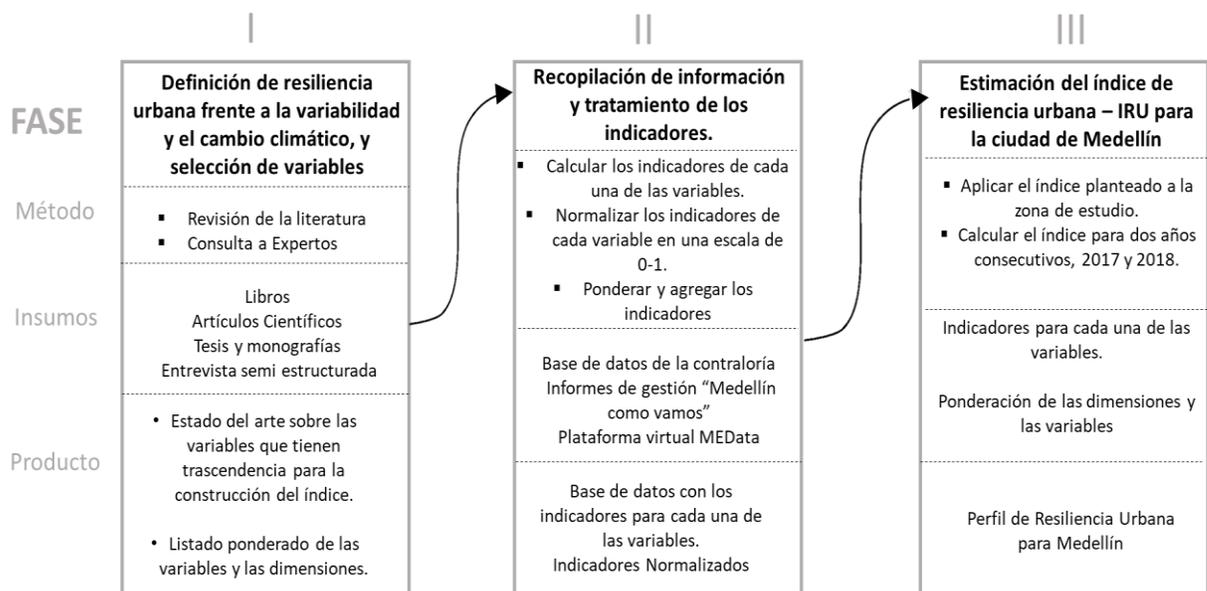 I
II
III
FASE
Método
Insumos
Producto
Definición de resiliencia
urbana frente a la variabilidad
y el cambio climático, y
selección de variables
▪ Revisión de la literatura
▪ Consulta a Expertos
Libros
Artículos Científicos
Tesis y monografías
Entrevista semi estructurada
• Estado del arte sobre las
variables que tienen
trascendencia para la
construcción del índice.
• Listado ponderado de las
variables y las dimensiones.
Recopilación de información
y tratamiento de los
indicadores.
▪ Calcular los indicadores de cada
una de las variables.
▪ Normalizar los indicadores de
cada variable en una escala de
0-1.
▪ Ponderar y agregar los
indicadores
Base de datos de la contraloría
Informes de gestión “Medellín
como vamos”
Plataforma virtual MEData
Base de datos con los
indicadores para cada una de
las variables.
Indicadores Normalizados
Estimación del índice de
resiliencia urbana – IRU para
la ciudad de Medellín
▪ Aplicar el índice planteado a la
zona de estudio.
▪ Calcular el índice para dos años
consecutivos, 2017 y 2018.
Indicadores para cada una de las
variables.
Ponderación de las dimensiones y
las variables
Perfil de Resiliencia Urbana
para Medellín